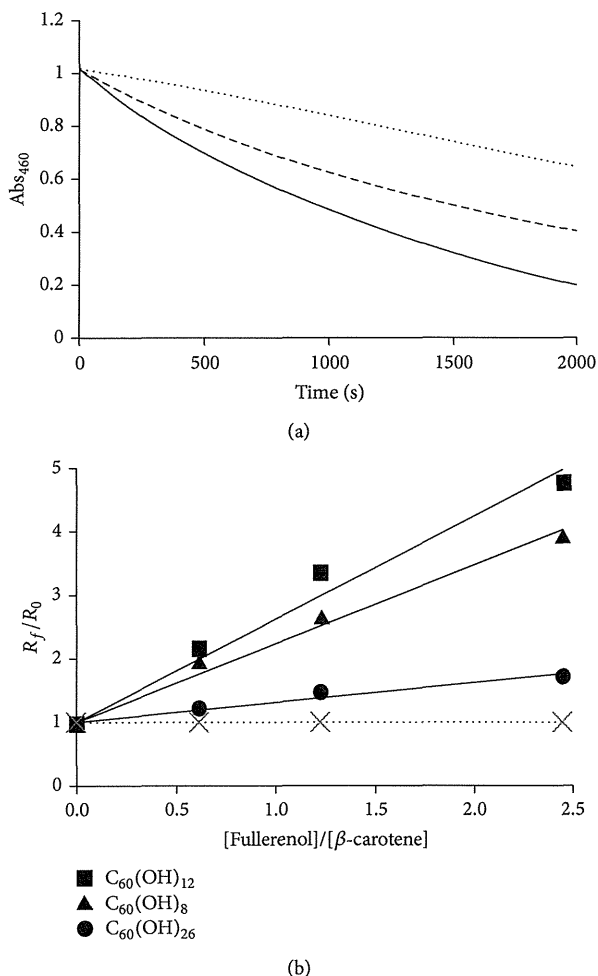 1.2
1
0.8
0.6
0.4
0.2
0
Abs₄₆₀
0 500 1000 1500 2000
Time (s)
(a)
5
4
3
2
1
0
R_f/R₀
0.0 0.5 1.0 1.5 2.0 2.5
[Fullerenol]/[β-carotene]
C₆₀(OH)₁₂
C₆₀(OH)₈
C₆₀(OH)₂₆
(b)